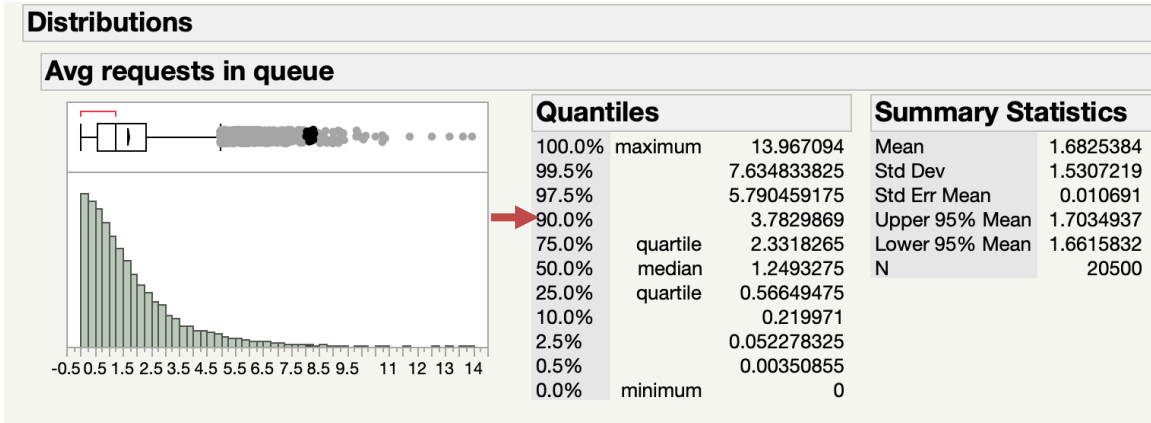 Distributions
Avg requests in queue
-0.5 0.5 1.5 2.5 3.5 4.5 5.5 6.5 7.5 8.5 9.5 11 12 13 14
Quantiles
100.0% maximum 13.967094
99.5% 7.634833825
97.5% 5.790459175
90.0% 3.7829869
75.0% quartile 2.3318265
50.0% median 1.2493275
25.0% quartile 0.56649475
10.0% 0.219971
2.5% 0.052278325
0.5% 0.00350855
0.0% minimum 0
Summary Statistics
Mean 1.6825384
Std Dev 1.5307219
Std Err Mean 0.010691
Upper 95% Mean 1.7034937
Lower 95% Mean 1.6615832
N 20500